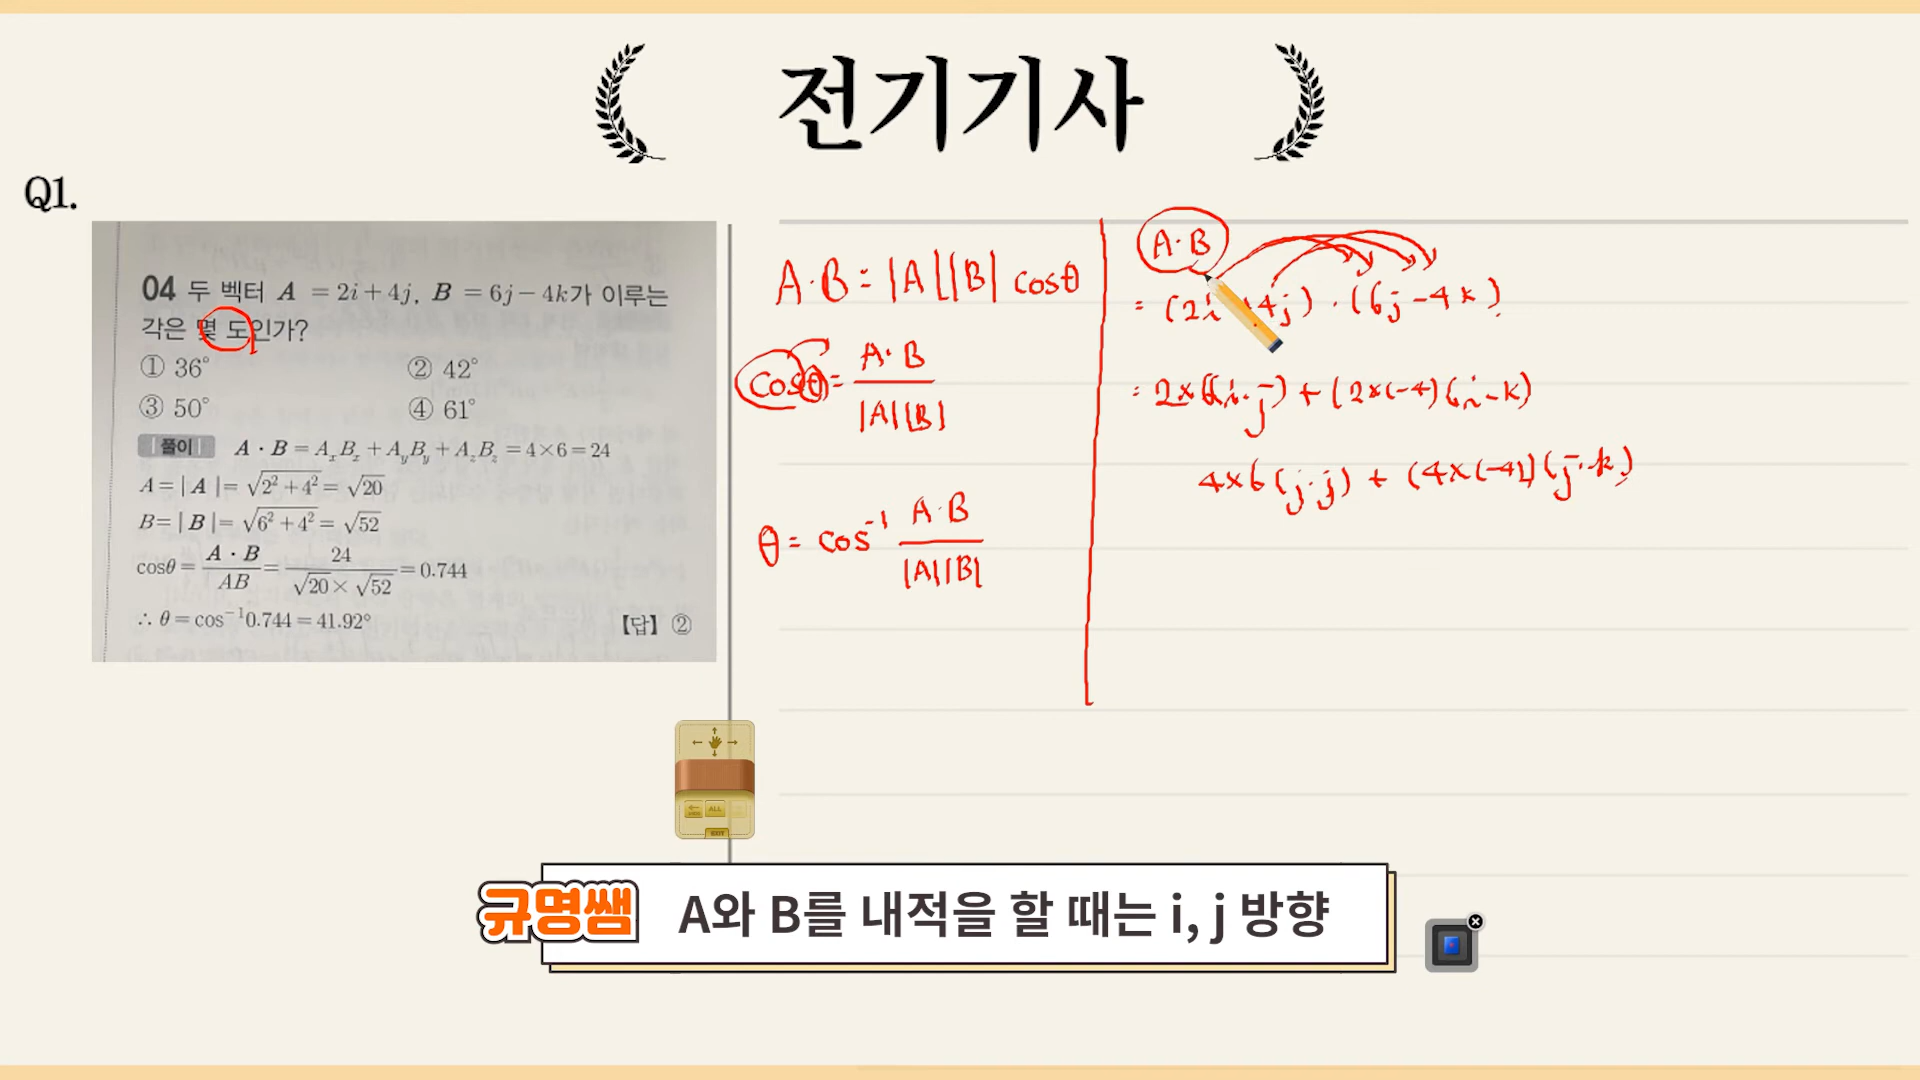 전기기사
Q1.
04 두 벡터 A = 2i+4j, B = 6j−4k가 이루는
각은 몇 도인가?
① 36° ② 42°
③ 50° ④ 61°
풀이 A · B = AxBx + AyBy + AzBz = 4×6 = 24
A = |A| = √2²+4² = √20
B = |B| = √6²+4² = √52
cosθ = A · B / AB = 24 / √20 × √52 = 0.744
∴ θ = cos⁻¹0.744 = 41.92° 【답】 ②
A·B = |A||B| cosθ
cosθ = A·B / |A||B|
θ = cos⁻¹ A·B / |A||B|
A·B
= (2i+4j) · (6j−4k)
= 2×6(i·j) + (2×(−4))(i·k)
4×6(j·j) + (4×(−4))(j·k)
ALL
EXIT
규명쌤 A와 B를 내적을 할 때는 i, j 방향